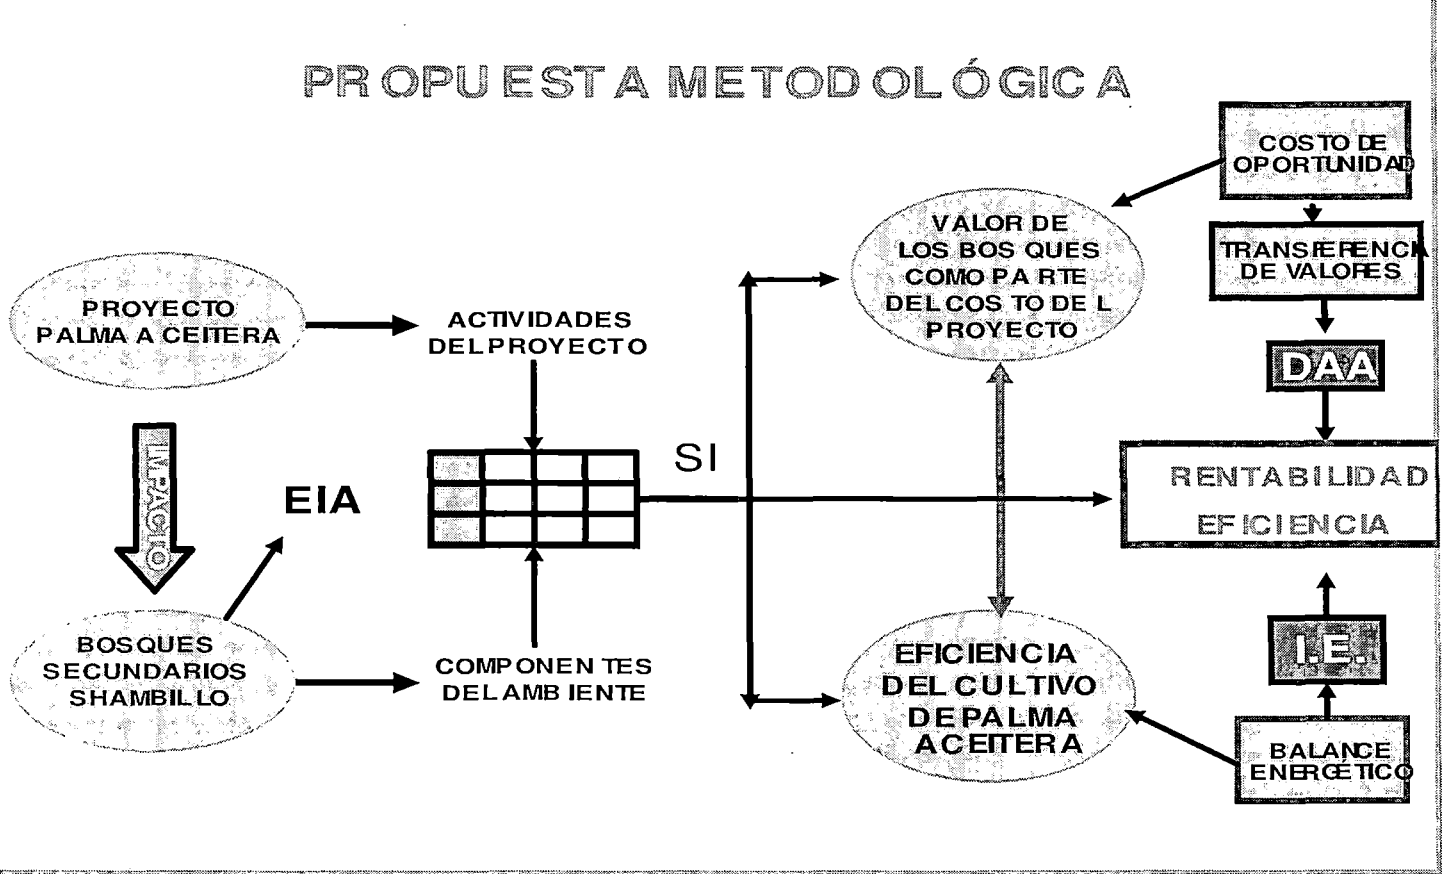 PROPUESTA METODOLÓGICA
COSTO DE
OPORTUNIDAD
TRANSFERENCI
DE VALORES
DAA
VALOR DE
LOS BOSQUES
COMO PARTE
DEL COSTO DEL
PROYECTO
PROYECTO
PALMA ACEITERA
ACTIVIDADES
DEL PROYECTO
IMPACTO
EIA
SI
RENTABILIDAD
EFICIENCIA
BOSQUES
SECUNDARIOS
SHAMBILLO
COMPONENTES
DEL AMBIENTE
EFICIENCIA
DEL CULTIVO
DE PALMA
ACEITERA
I.E.
BALANCE
ENERGÉTICO